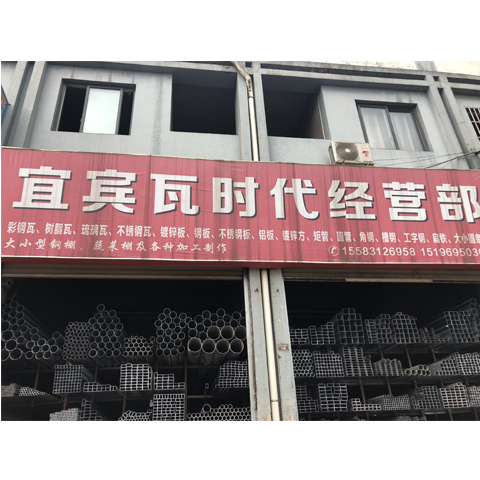 宜宾瓦时代经营部
彩钢瓦、树脂瓦、琉璃瓦、不锈钢瓦、镀锌板、钢板、不锈钢板、铝板、镀锌方、矩管、圆管、角钢、槽钢、工字钢、扁铁、大小圆
大小型钢棚、蔬菜棚及各种加工制作
15583126958 1519695030